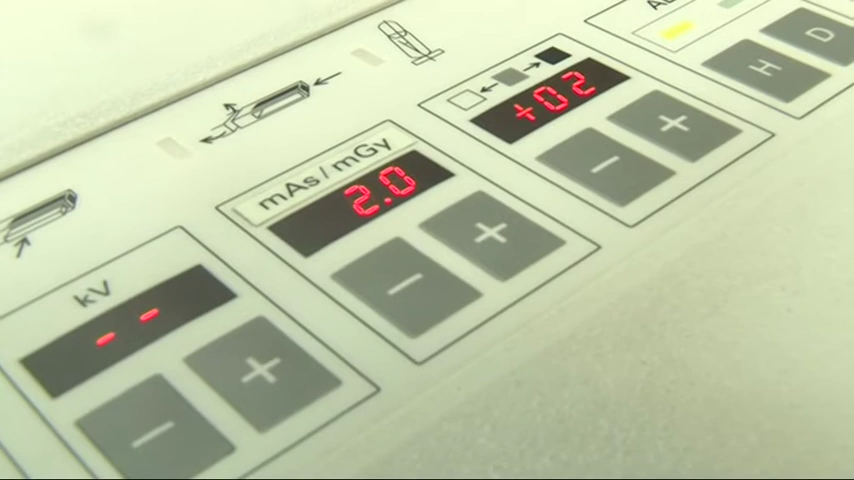 kV
- -
- +
mAs/mGy
2.0
- +
+02
- +
H D